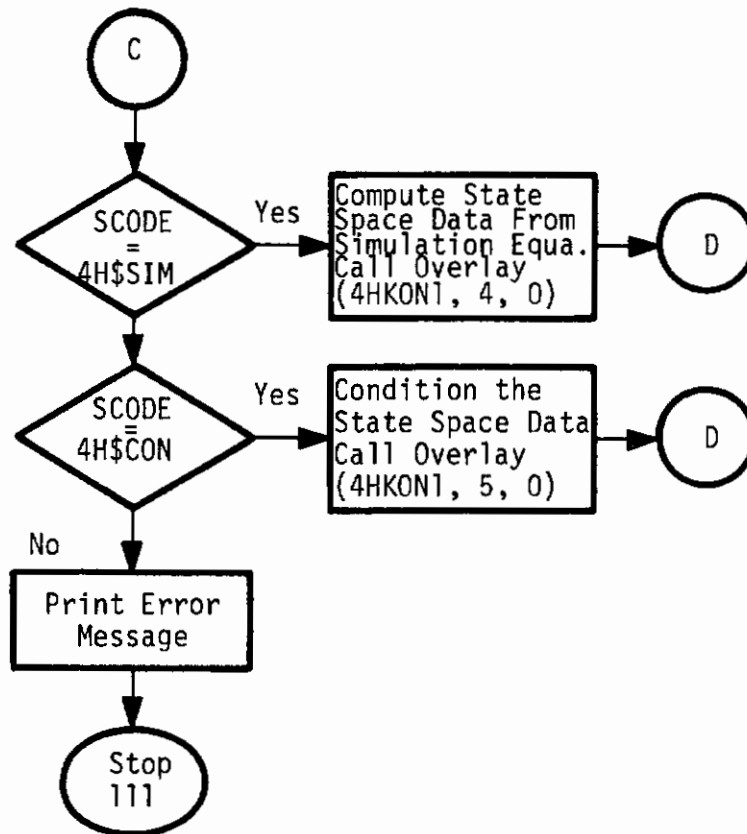 C
SCODE
=
4H$SIM
Yes
Compute State
Space Data From
Simulation Equa.
Call Overlay
(4HKON1, 4, 0)
D
SCODE
=
4H$CON
Yes
Condition the
State Space Data
Call Overlay
(4HKON1, 5, 0)
D
No
Print Error
Message
Stop
111